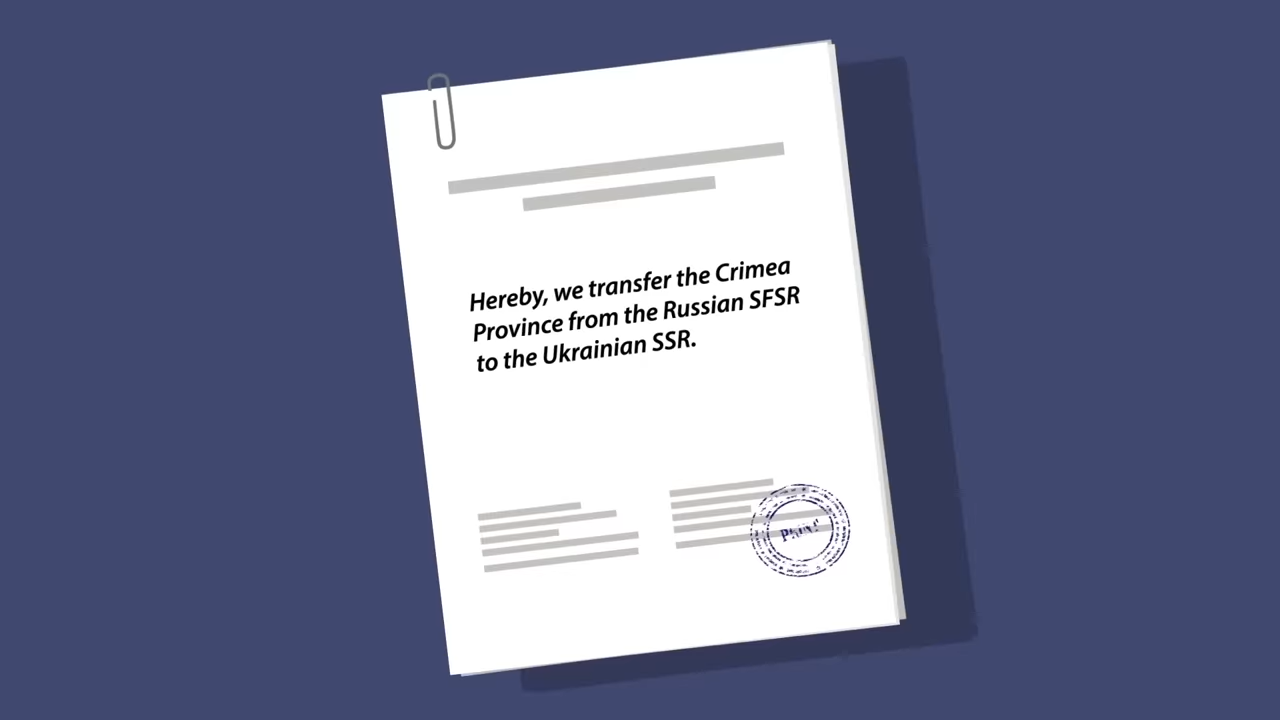 Hereby, we transfer the Crimea
Province from the Russian SFSR
to the Ukrainian SSR.